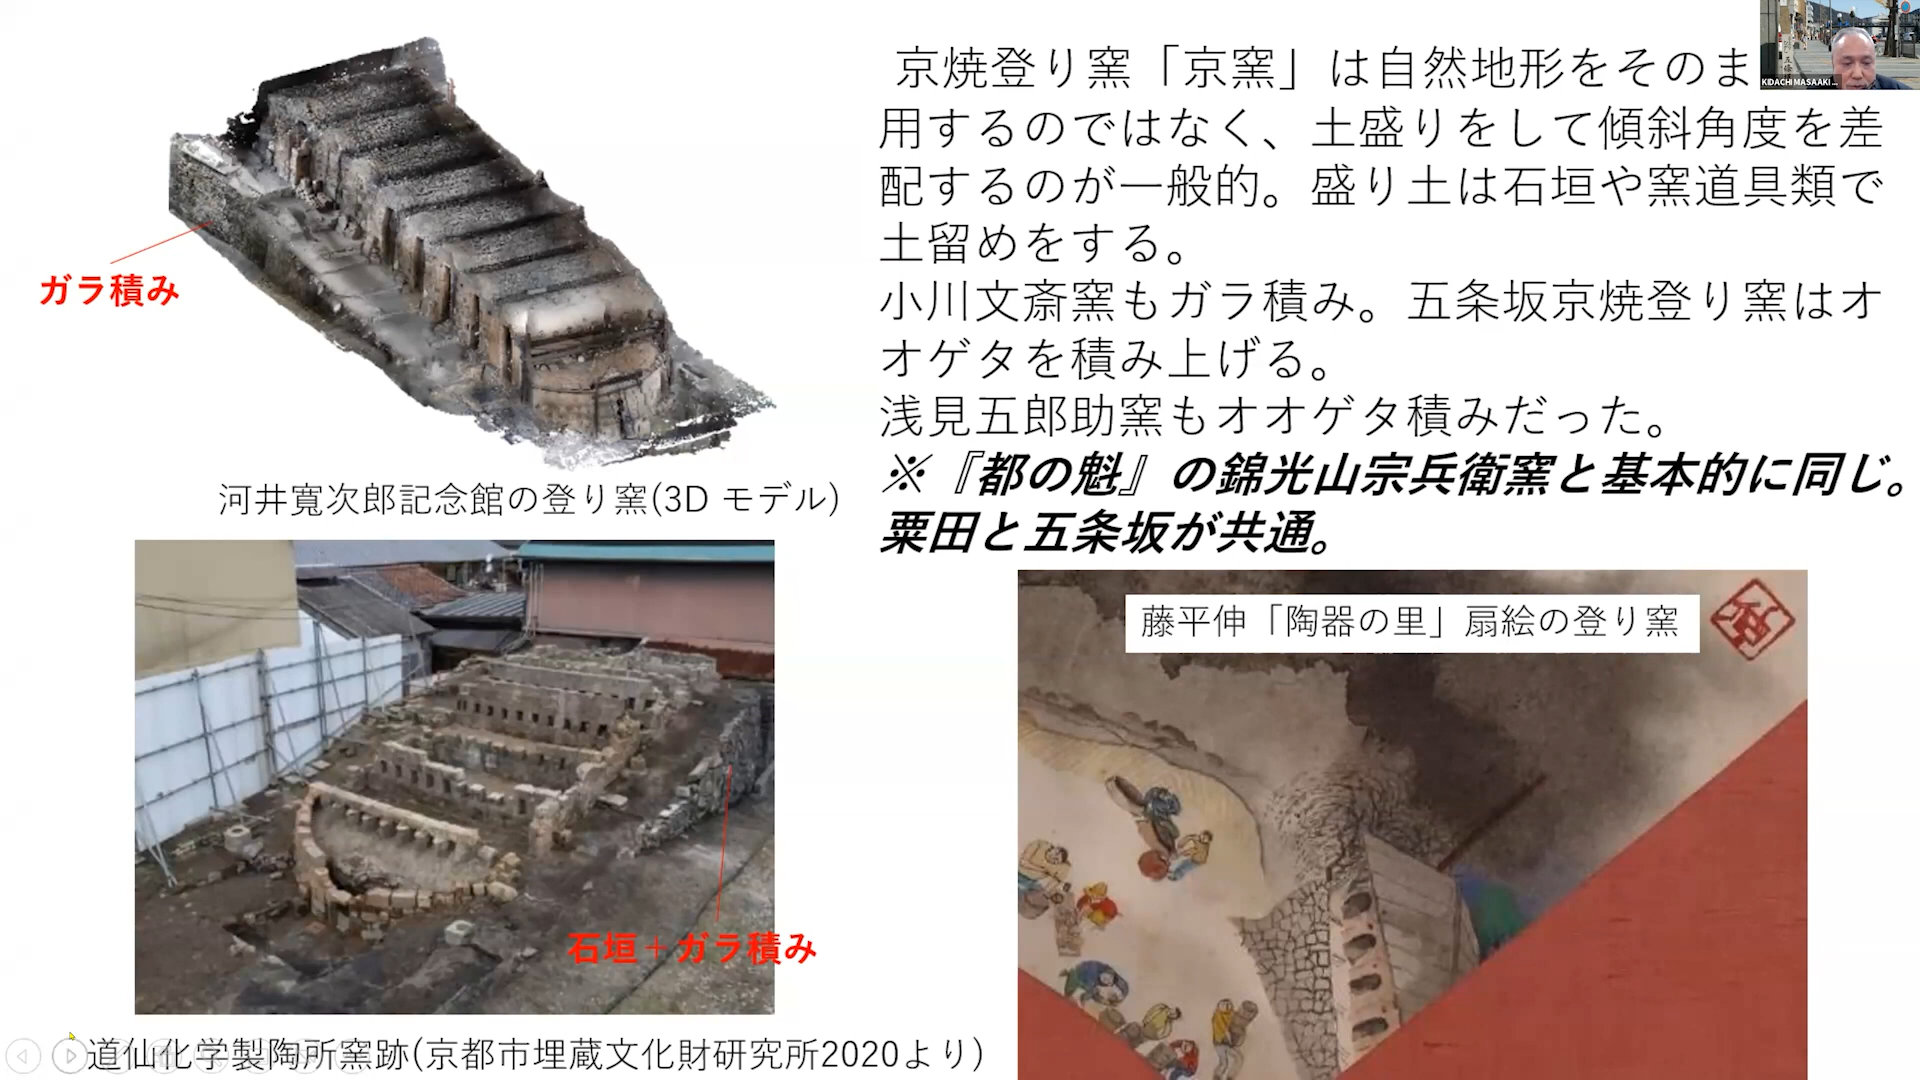 京焼登り窯「京窯」は自然地形をそのま
用するのではなく、土盛りをして傾斜角度を差
配するのが一般的。盛り土は石垣や窯道具類で
土留めをする。
小川文斎窯もガラ積み。五条坂京焼登り窯はオ
オゲタを積み上げる。
浅見五郎助窯もオオゲタ積みだった。
※『都の魁』の錦光山宗兵衛窯と基本的に同じ。
粟田と五条坂が共通。
ガラ積み
河井寛次郎記念館の登り窯(3D モデル)
石垣＋ガラ積み
道仙化学製陶所窯跡(京都市埋蔵文化財研究所2020より)
藤平伸「陶器の里」扇絵の登り窯
KIDACHI MASAAKI...